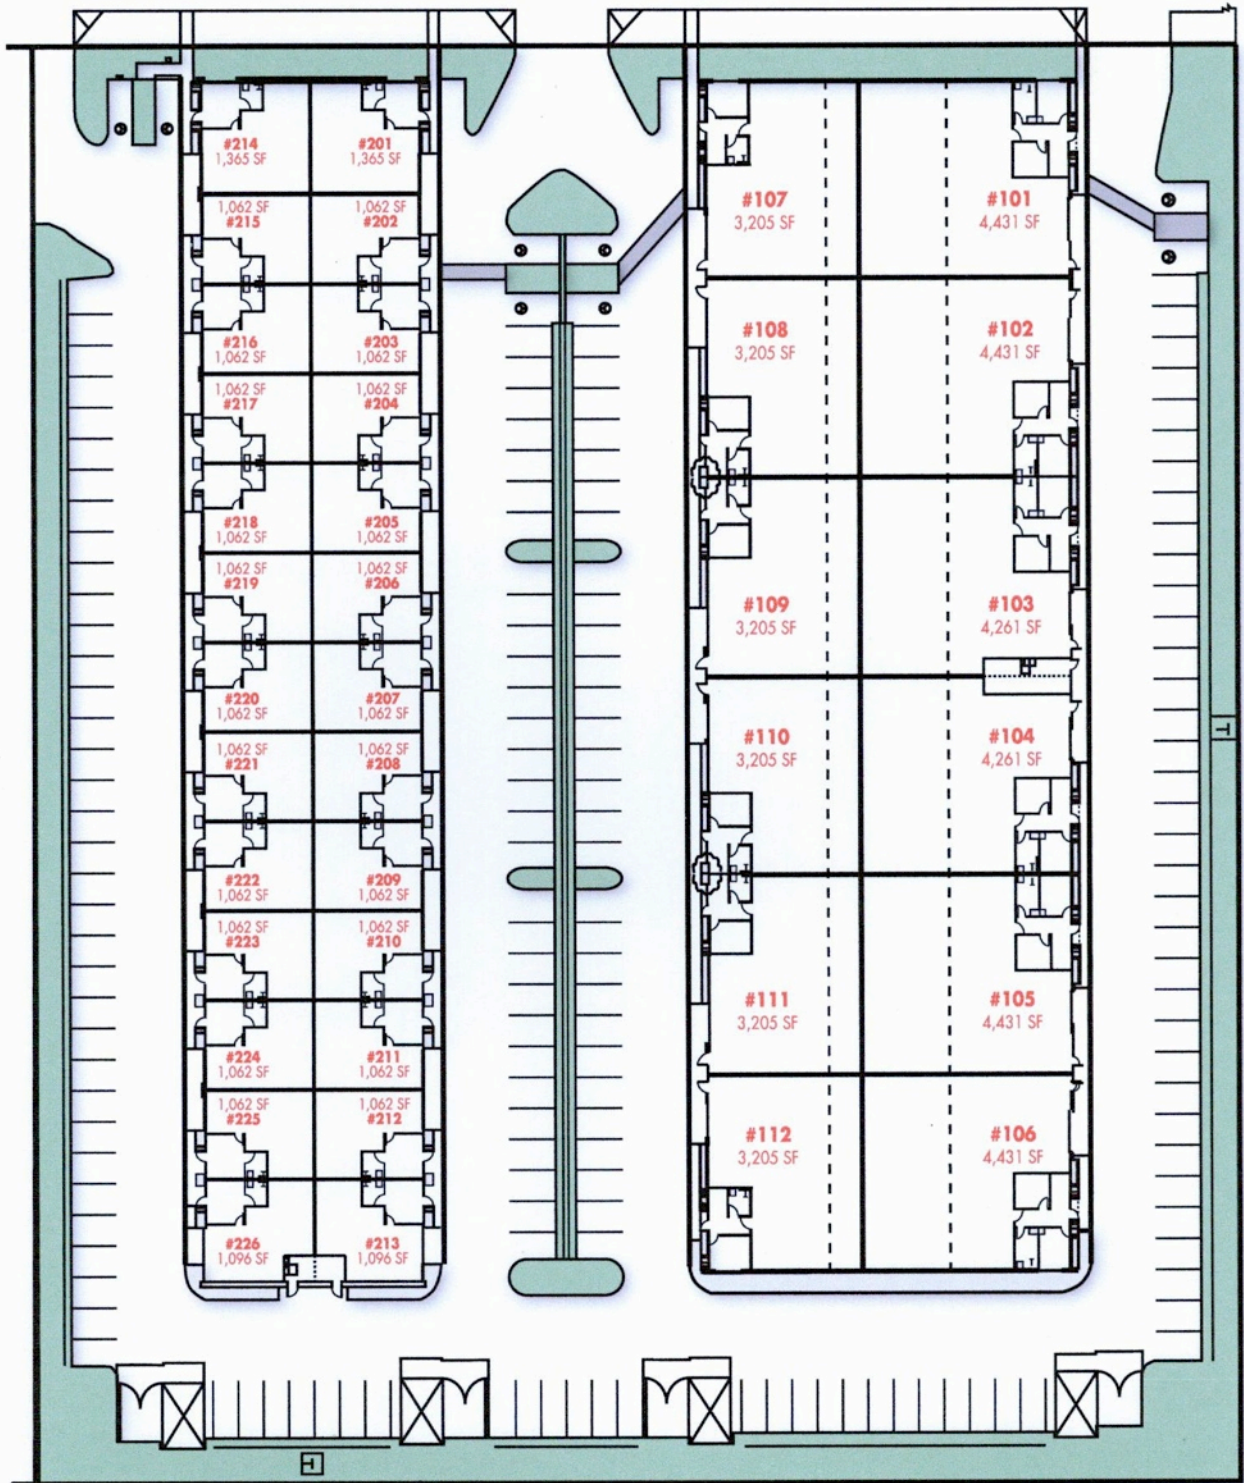 #214
1,365 SF
#201
1,365 SF
1,062 SF
#215
1,062 SF
#202
#216
1,062 SF
#203
1,062 SF
1,062 SF
#217
1,062 SF
#204
#218
1,062 SF
#205
1,062 SF
1,062 SF
#219
1,062 SF
#206
#220
1,062 SF
#207
1,062 SF
1,062 SF
#221
1,062 SF
#208
#222
1,062 SF
#209
1,062 SF
1,062 SF
#223
1,062 SF
#210
#224
1,062 SF
#211
1,062 SF
1,062 SF
#225
1,062 SF
#212
#226
1,096 SF
#213
1,096 SF
#107
3,205 SF
#101
4,431 SF
#108
3,205 SF
#102
4,431 SF
#109
3,205 SF
#103
4,261 SF
#110
3,205 SF
#104
4,261 SF
#111
3,205 SF
#105
4,431 SF
#112
3,205 SF
#106
4,431 SF
T
T